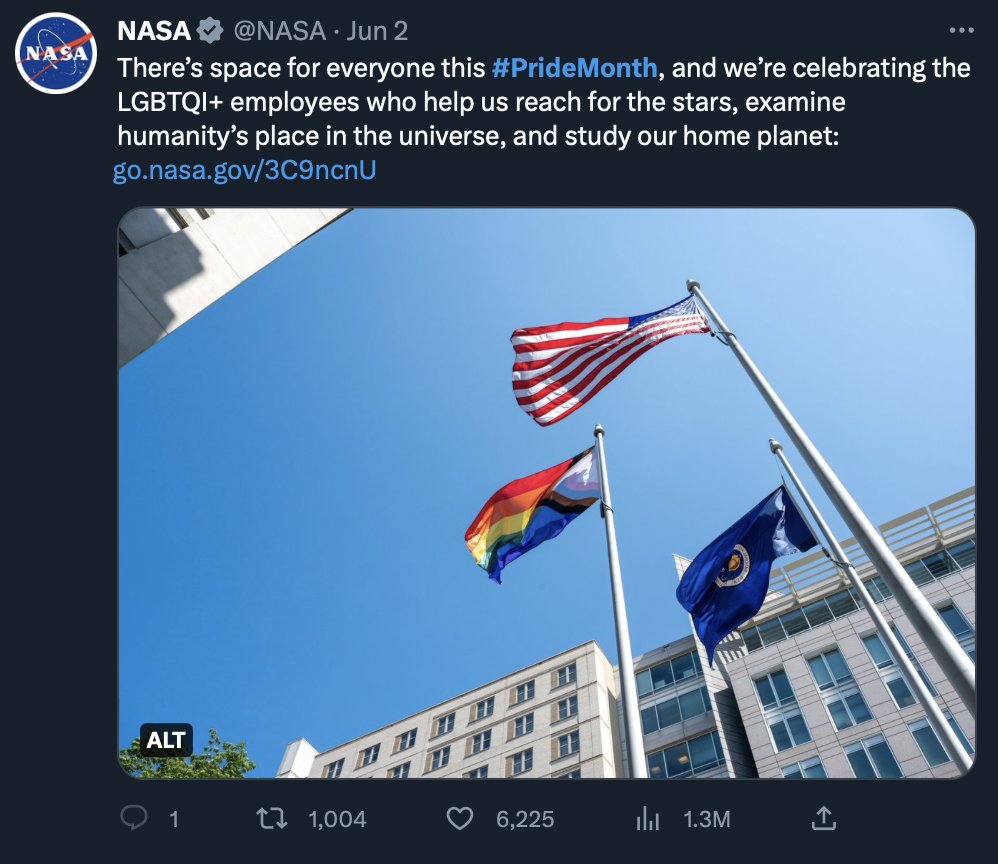 NASA @NASA · Jun 2
NASA
There’s space for everyone this #PrideMonth, and we’re celebrating the
LGBTQI+ employees who help us reach for the stars, examine
humanity’s place in the universe, and study our home planet:
go.nasa.gov/3C9ncnU
ALT
1 1,004 6,225 1.3M